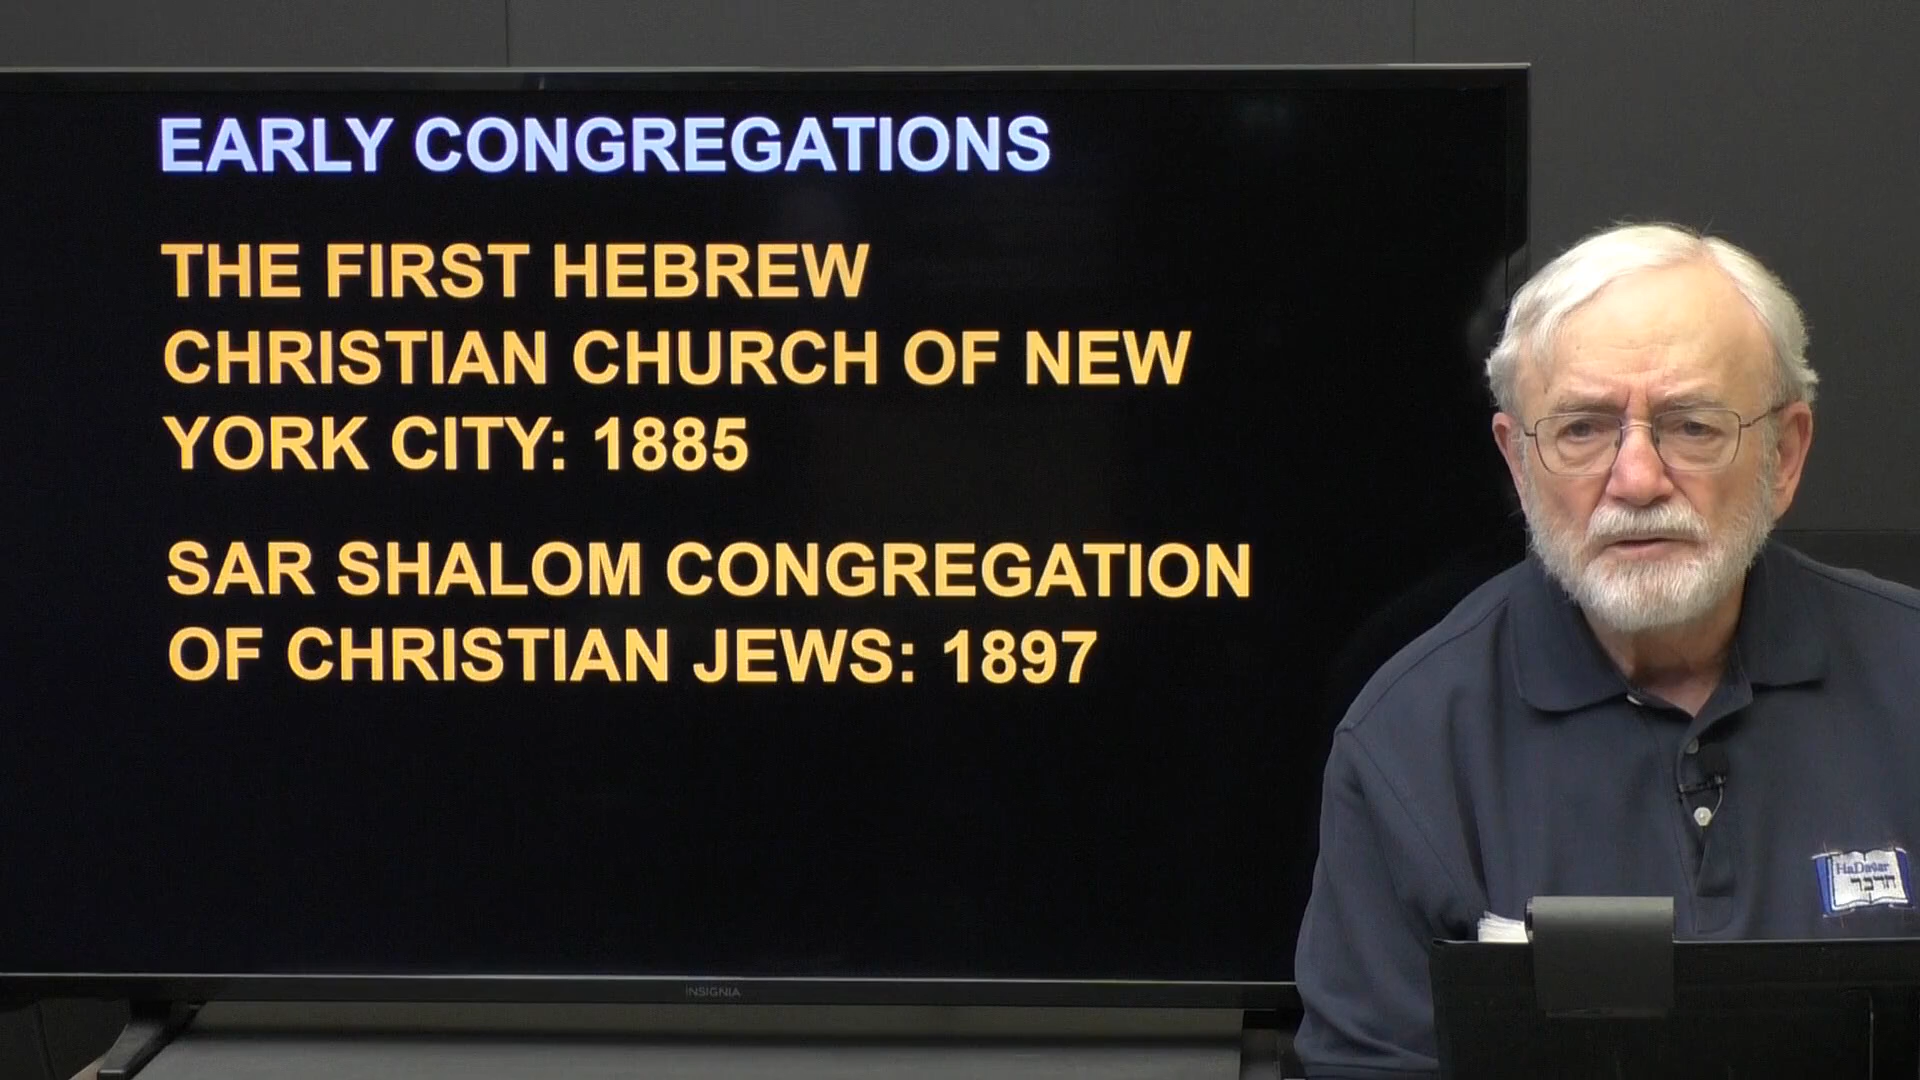 EARLY CONGREGATIONS
THE FIRST HEBREW
CHRISTIAN CHURCH OF NEW
YORK CITY: 1885
SAR SHALOM CONGREGATION
OF CHRISTIAN JEWS: 1897
INSIGNIA
HaDavar
הדבר